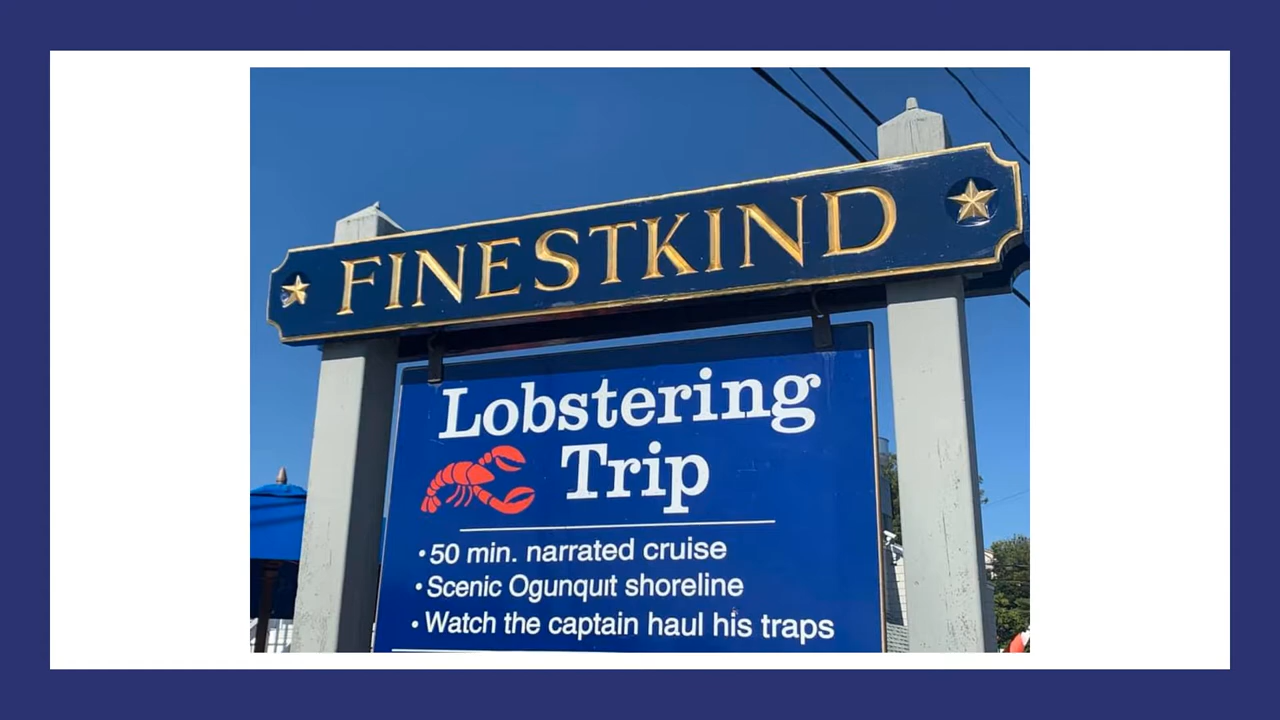 FINESTKIND
Lobstering
Trip
• 50 min. narrated cruise
• Scenic Ogunquit shoreline
• Watch the captain haul his traps